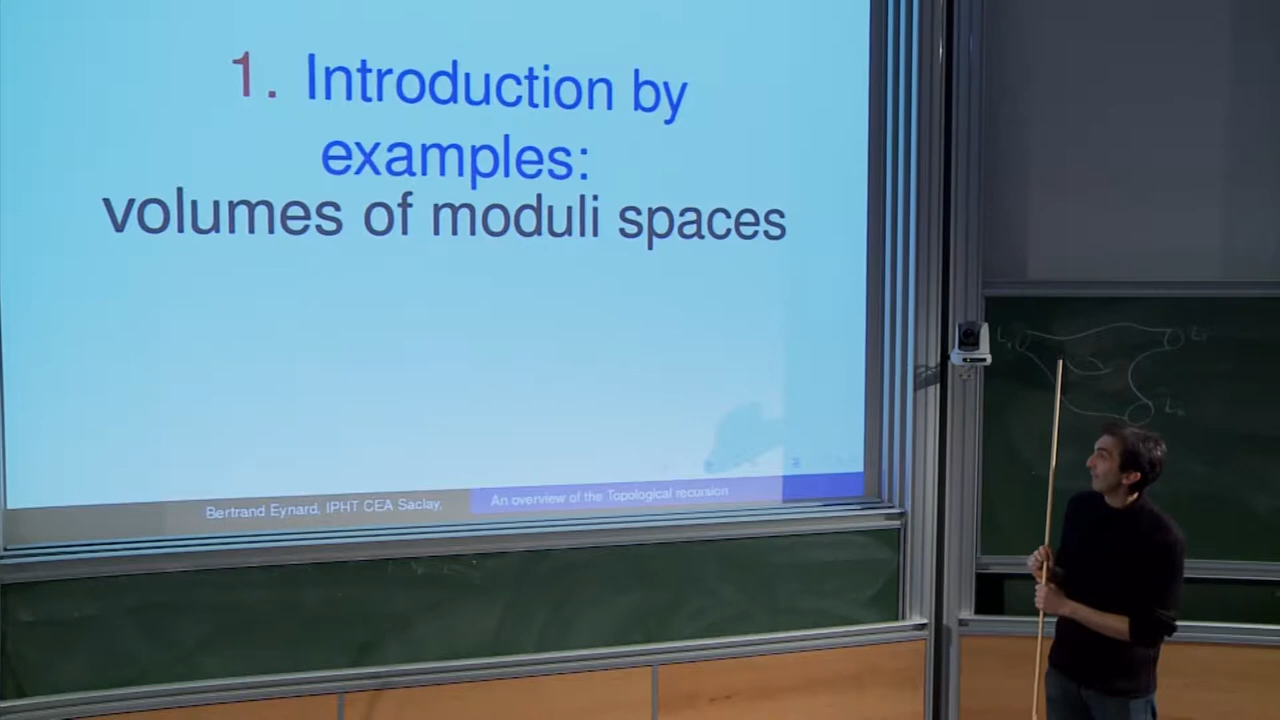 1. Introduction by
examples:
volumes of moduli spaces
Bertrand Eynard, IPHT CEA Saclay,
An overview of the Topological recursion